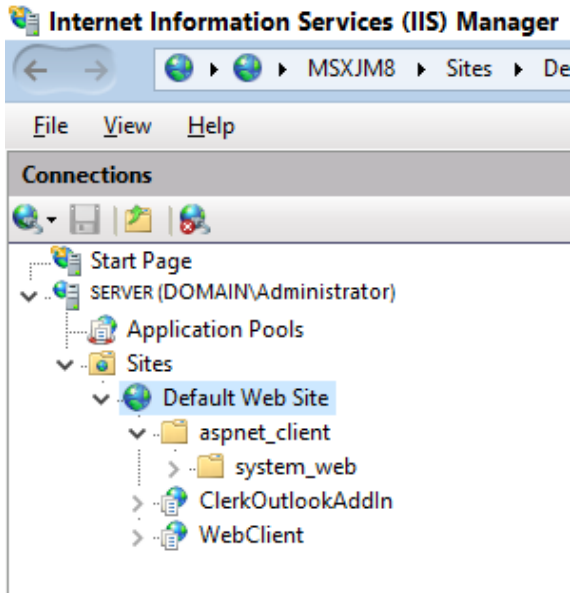 Internet Information Services (IIS) Manager
MSXJM8 Sites De
File View Help
Connections
Start Page
SERVER (DOMAIN\Administrator)
Application Pools
Sites
Default Web Site
aspnet_client
system_web
ClerkOutlookAddIn
WebClient